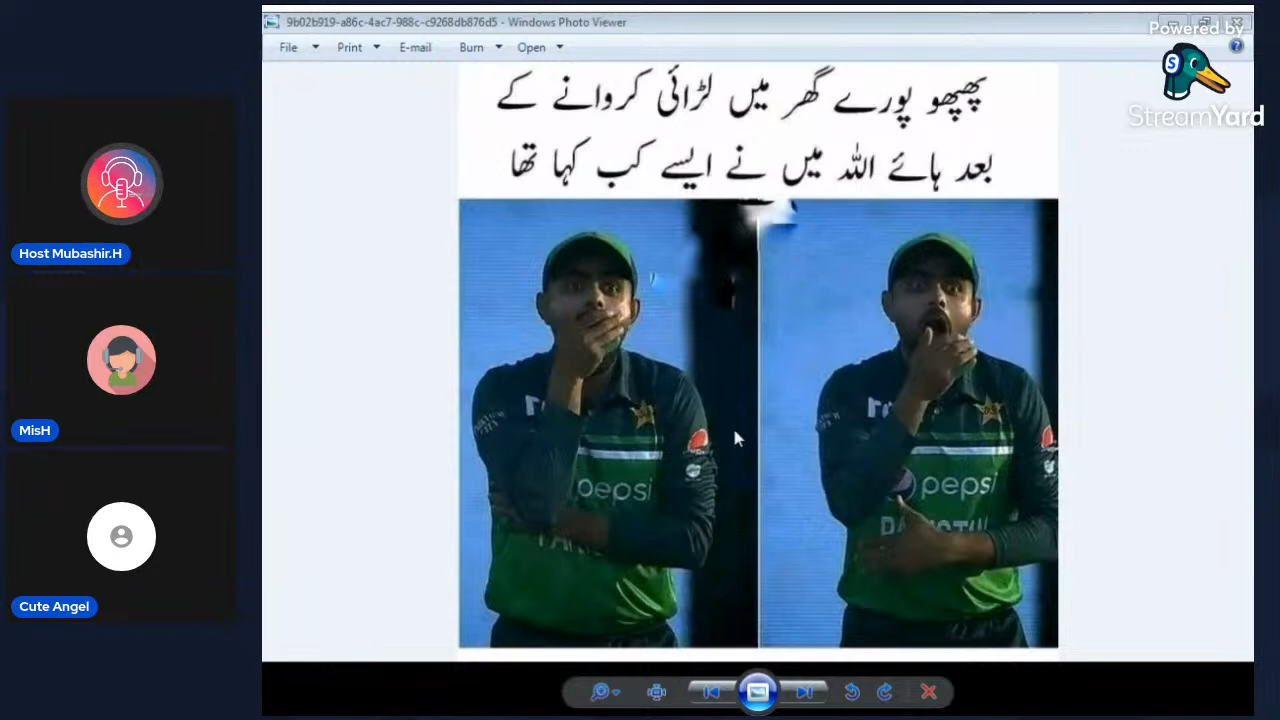 9b02b919-a86c-4ac7-988c-c9268db876d5 - Windows Photo Viewer
File Print E-mail Burn Open
Powered by
StreamYard
پھپھو پورے گھر میں لڑائی کروانے کے
بعد ہائے اللہ میں نے ایسے کب کہا تھا
Host Mubashir.H
MisH
Cute Angel
pepsi
pepsi